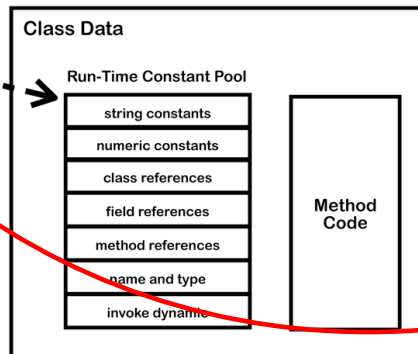 Class Data
Run-Time Constant Pool
string constants
numeric constants
class references
field references
method references
name and type
invoke dynamic
Method
Code